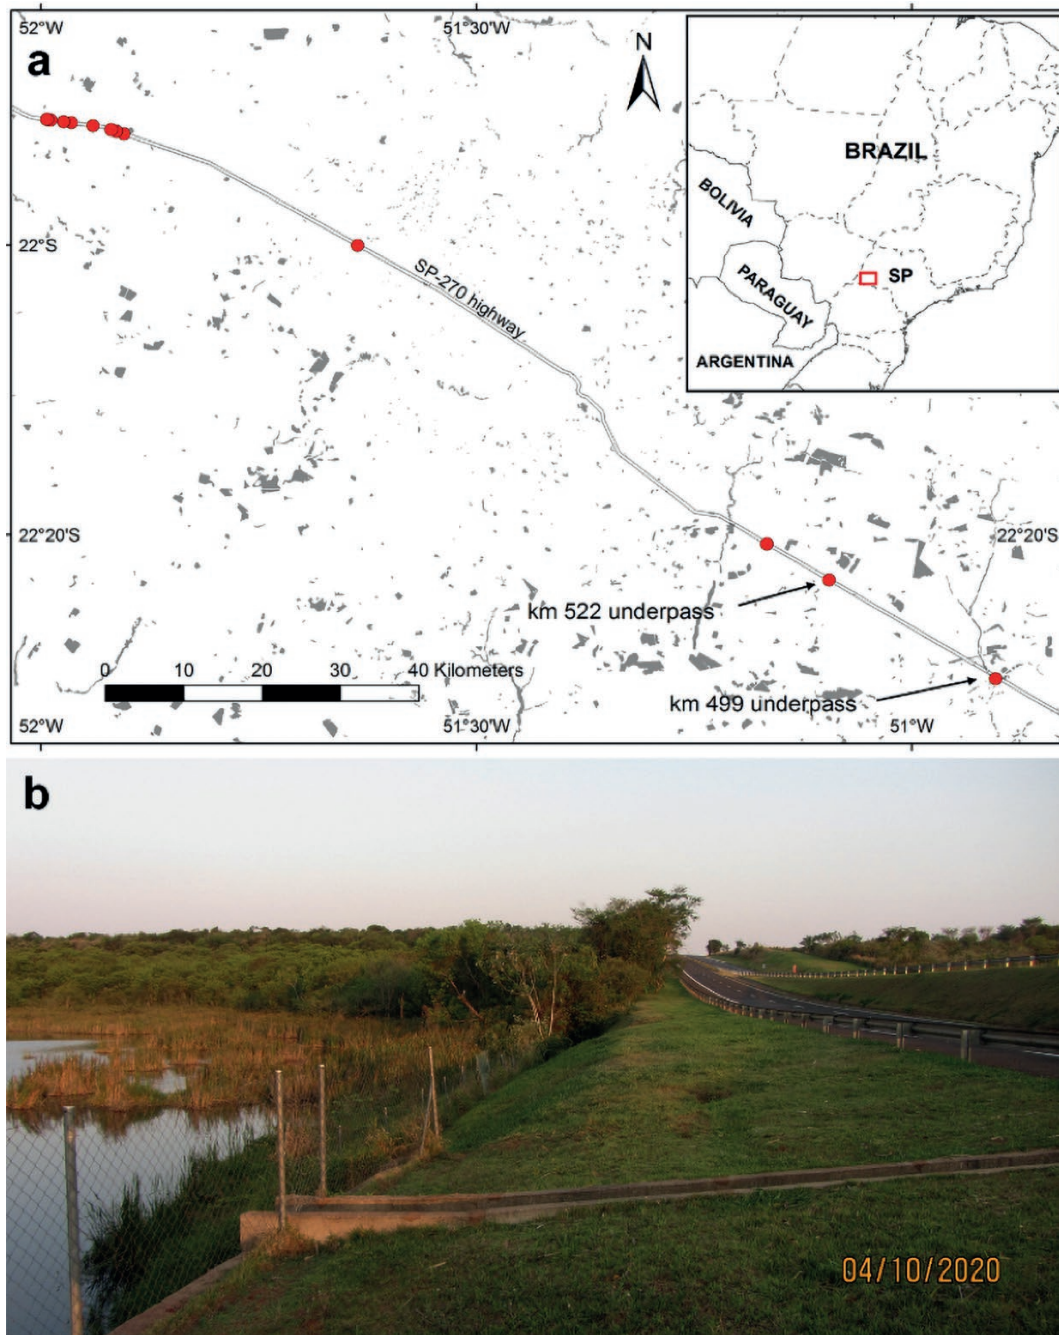 52°W
51°30'W
a
N
BRAZIL
BOLIVIA
PARAGUAY
SP
ARGENTINA
22°S
SP-270 highway
22°20'S
22°20'S
km 522 underpass
0 10 20 30 40 Kilometers
km 499 underpass
52°W
51°30'W
51°W
b
04/10/2020